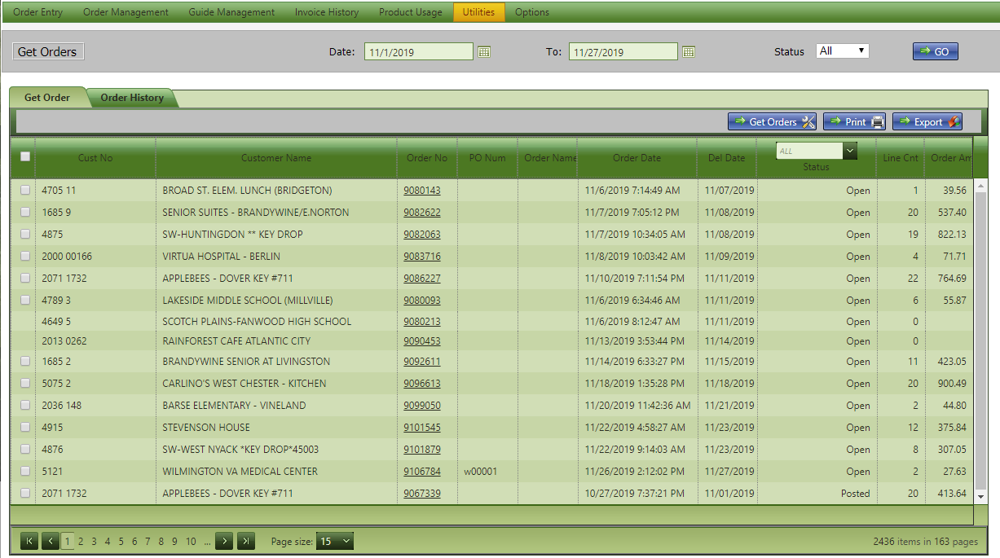 Order Entry Order Management Guide Management Invoice History Product Usage Utilities Options
Get Orders Date: 11/1/2019 To: 11/27/2019 Status All GO
Get Order Order History
Get Orders Print Export
Cust No Customer Name Order No PO Num Order Name Order Date Del Date ALL Status Line Cnt Order Am
4705 11 BROAD ST. ELEM. LUNCH (BRIDGETON) 9080143 11/6/2019 7:14:49 AM 11/07/2019 Open 1 39.56
1685 9 SENIOR SUITES - BRANDYWINE/E.NORTON 9082622 11/7/2019 7:05:12 PM 11/08/2019 Open 20 537.40
4875 SW-HUNTINGDON ** KEY DROP 9082063 11/7/2019 10:34:05 AM 11/08/2019 Open 19 822.13
2000 00166 VIRTUA HOSPITAL - BERLIN 9083716 11/8/2019 10:03:42 AM 11/09/2019 Open 4 71.71
2071 1732 APPLEBEES - DOVER KEY #711 9086227 11/10/2019 7:11:54 PM 11/11/2019 Open 22 764.69
4789 3 LAKESIDE MIDDLE SCHOOL (MILLVILLE) 9080093 11/6/2019 6:34:46 AM 11/11/2019 Open 6 55.87
4649 5 SCOTCH PLAINS-FANWOOD HIGH SCHOOL 9080213 11/6/2019 8:12:47 AM 11/11/2019 Open 0
2013 0262 RAINFOREST CAFE ATLANTIC CITY 9090453 11/13/2019 3:53:44 PM 11/14/2019 Open 0
1685 2 BRANDYWINE SENIOR AT LIVINGSTON 9092611 11/14/2019 6:33:27 PM 11/15/2019 Open 11 423.05
5075 2 CARLINO'S WEST CHESTER - KITCHEN 9096613 11/18/2019 1:35:28 PM 11/18/2019 Open 20 900.49
2036 148 BARSE ELEMENTARY - VINELAND 9099050 11/20/2019 11:42:36 AM 11/21/2019 Open 2 44.80
4915 STEVENSON HOUSE 9101545 11/22/2019 4:58:27 AM 11/23/2019 Open 12 375.84
4876 SW-WEST NYACK *KEY DROP*45003 9101879 11/22/2019 9:14:03 AM 11/23/2019 Open 8 307.05
5121 WILMINGTON VA MEDICAL CENTER 9106784 w00001 11/26/2019 2:12:02 PM 11/27/2019 Open 2 27.63
2071 1732 APPLEBEES - DOVER KEY #711 9067339 10/27/2019 7:37:21 PM 11/01/2019 Posted 20 413.64
1 2 3 4 5 6 7 8 9 10 ... Page size: 15 2436 items in 163 pages